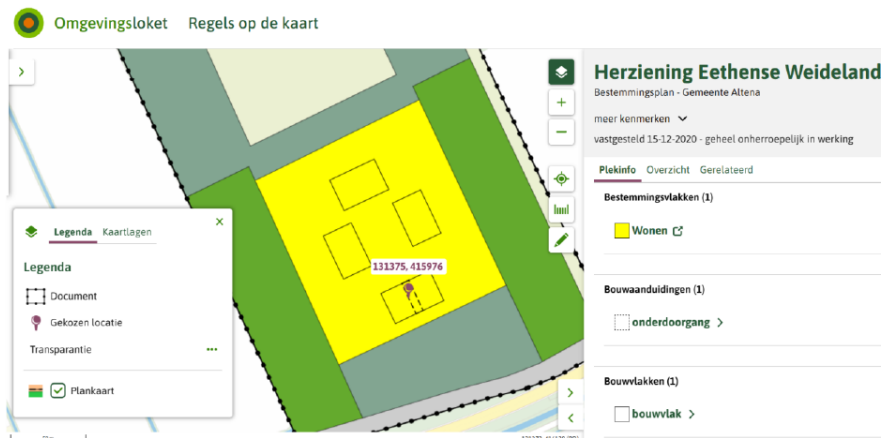 Omgevingsloket Regels op de kaart
Herziening Eethense Weideland
Bestemmingsplan - Gemeente Altena
meer kenmerken
vastgesteld 15-12-2020 - geheel onherroepelijk in werking
Plekinfo Overzicht Gerelateerd
Bestemmingsvlakken (1)
Wonen
Bouwaanduidingen (1)
onderdoorgang
Bouwvlakken (1)
bouwvlak
131375, 415976
Legenda Kaartlagen
Legenda
Document
Gekozen locatie
Transparantie
Plankaart